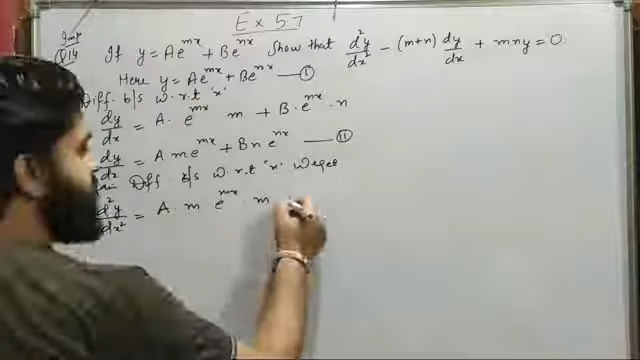 Ex 5.7
Imp
Q14 If y = Ae^{mx} + Be^{nx} Show that d²y/dx² - (m+n) dy/dx + mny = 0
Here y = Ae^{mx} + Be^{nx} — I
Diff. b/s w.r.t 'x'
dy/dx = A. e^{mx} m + B. e^{nx}. n
dy/dx = A m e^{mx} + B n e^{nx} — II
Diff. b/s w.r.t 'x'
d²y/dx² = A. m e^{mx}. m